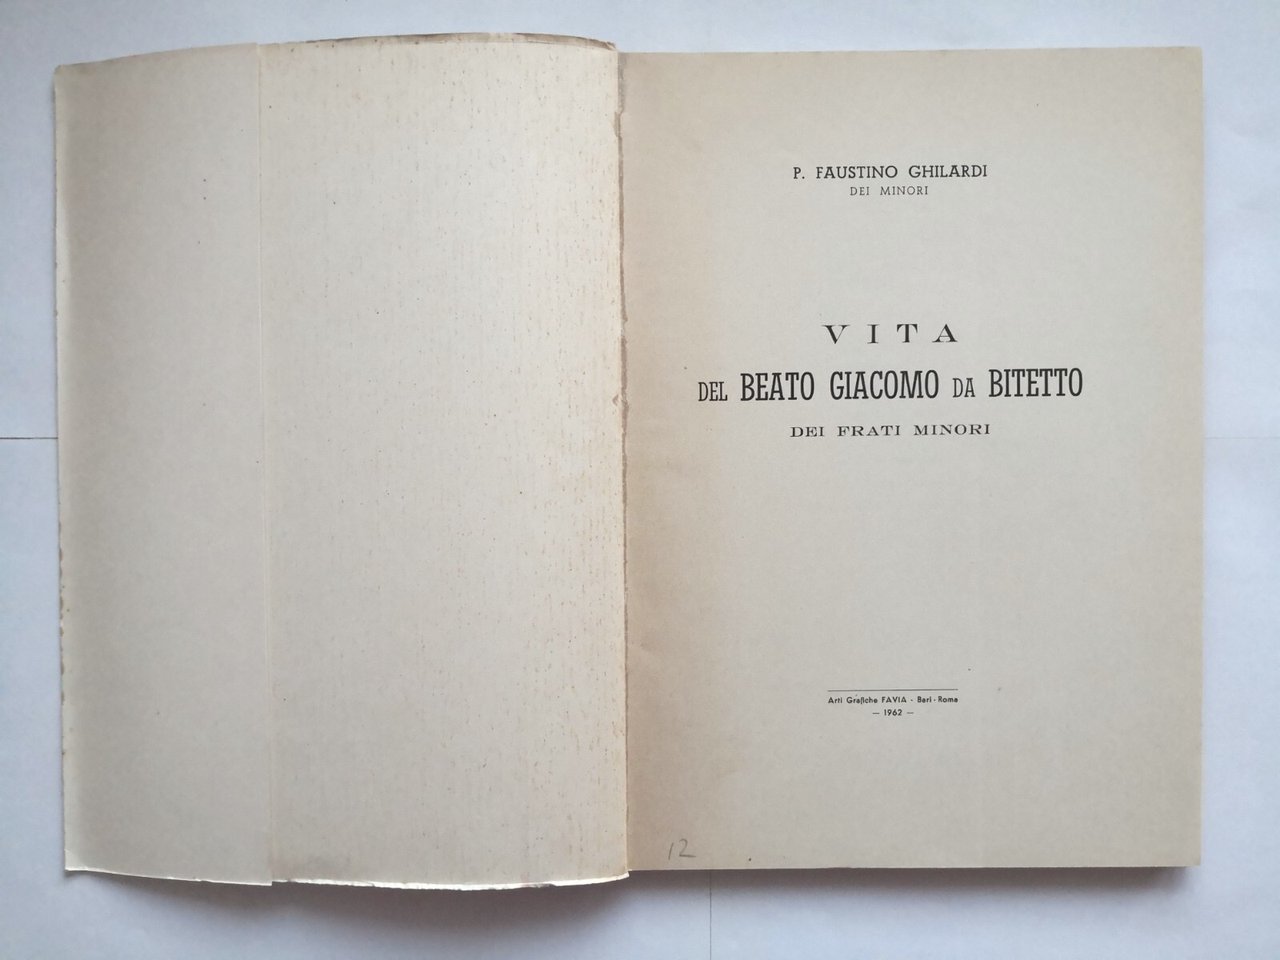 P. FAUSTINO GHILARDI
DEI MINORI
VITA
DEL BEATO GIACOMO DA BITETTO
DEI FRATI MINORI
Arti Grafiche FAVIA - Bari - Roma
— 1962 —
12